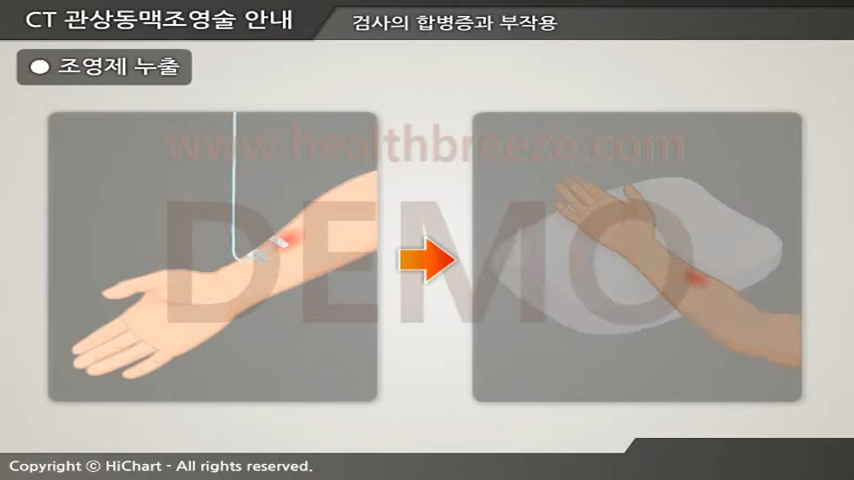 CT 관상동맥조영술 안내
검사의 합병증과 부작용
● 조영제 누출
www.healthbreeze.com
DEMO
Copyright ⓒ HiChart - All rights reserved.